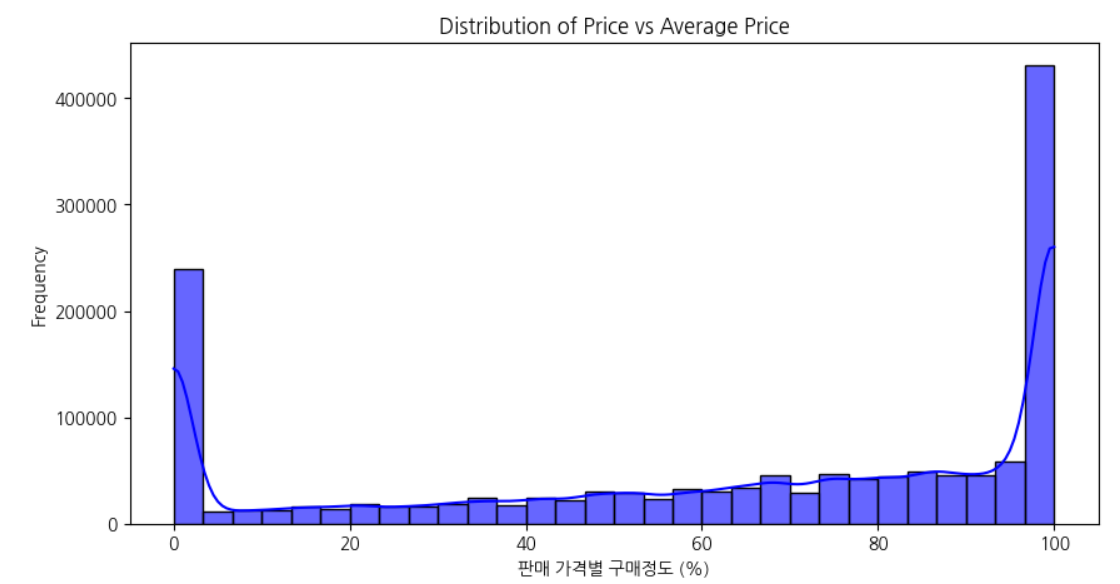 Distribution of Price vs Average Price
Frequency
400000
300000
200000
100000
0
0 20 40 60 80 100
판매 가격별 구매정도 (%)